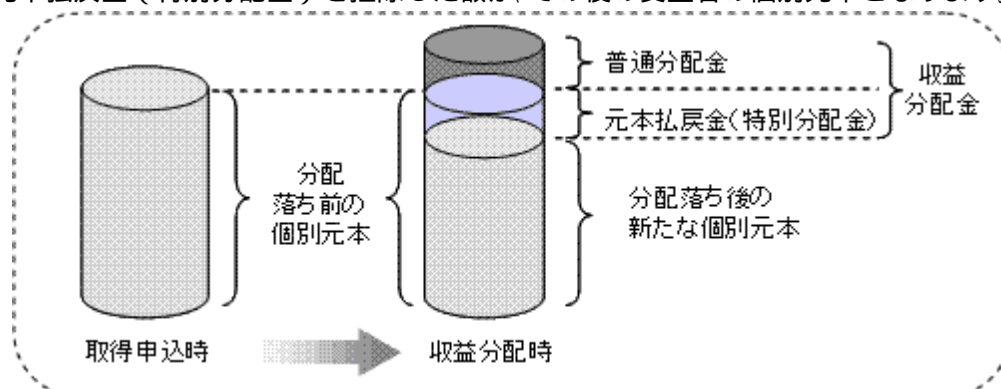 普通分配金
収益
分配金
元本払戻金(特別分配金)
分配
落ち前の
個別元本
分配落ち後の
新たな個別元本
取得申込時
収益分配時